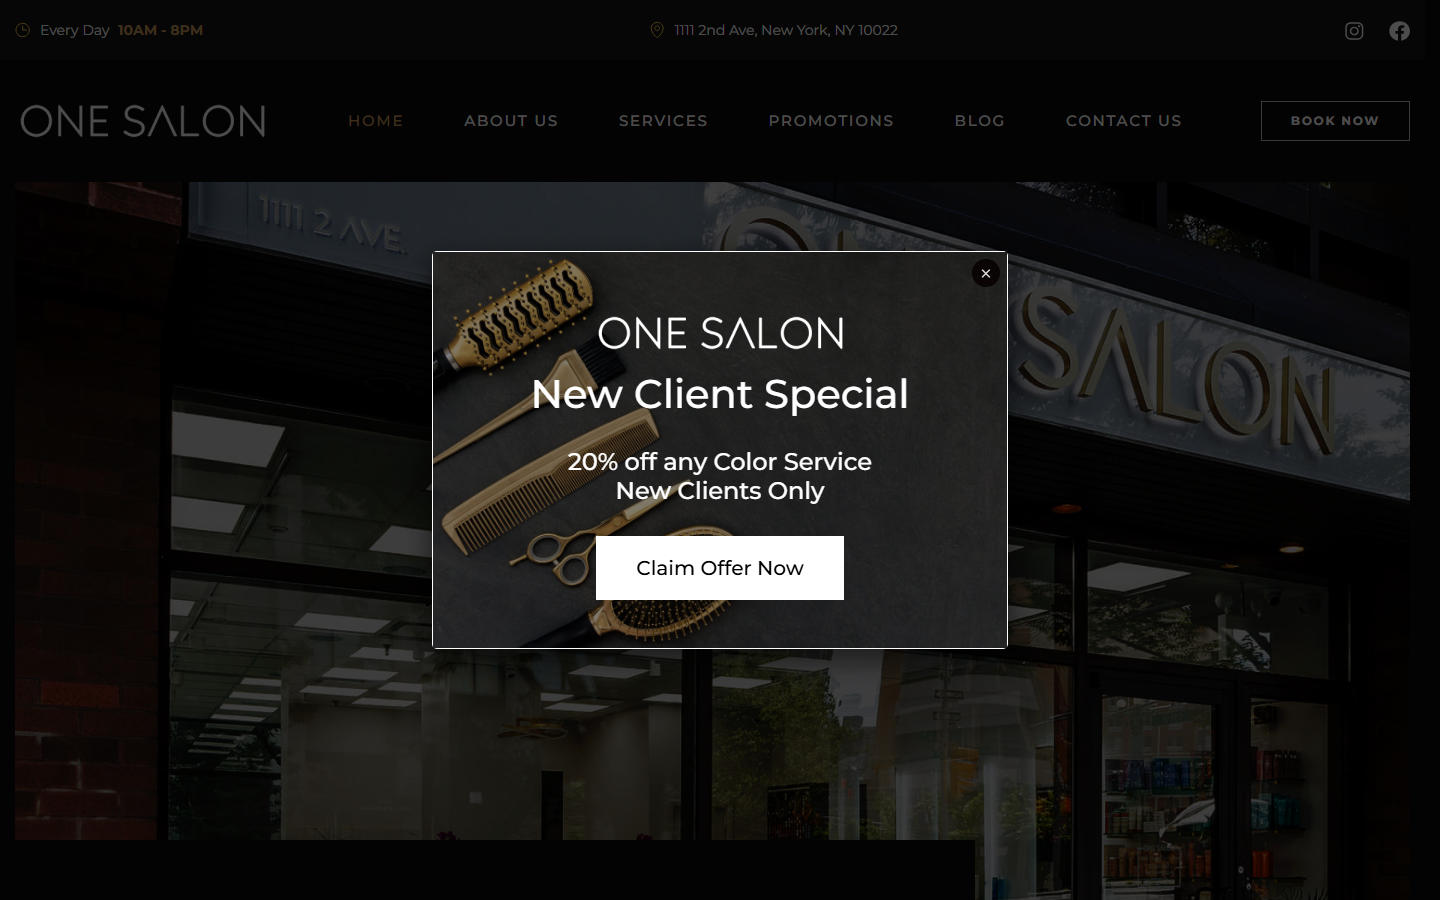 Every Day 10AM - 8PM
1111 2nd Ave, New York, NY 10022
ONE SALON
HOME
ABOUT US
SERVICES
PROMOTIONS
BLOG
CONTACT US
BOOK NOW
1111 2 AVE.
SALON
ONE SALON
New Client Special
20% off any Color Service
New Clients Only
Claim Offer Now